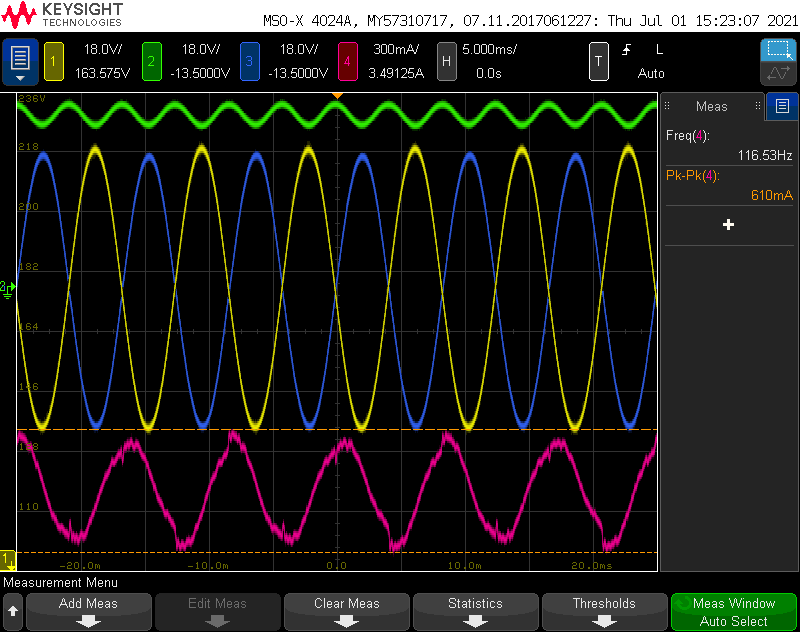 KEYSIGHT
TECHNOLOGIES
MSO-X 4024A, MY57310717, 07.11.2017061227: Thu Jul 01 15:23:07 2021
1 18.0V/ 2 18.0V/ 3 18.0V/ 4 300mA/ H 5.000ms/ T L
163.575V -13.5000V -13.5000V 3.49125A 0.0s Auto
236V
218
200
182
2
164
110
1
-20.0m -10.0m 0.0 10.0m 20.0ms
Meas
Freq(4):
116.53Hz
Pk-Pk(4):
610mA
+
Measurement Menu
Add Meas
Edit Meas
Clear Meas
Statistics
Thresholds
Meas Window
Auto Select